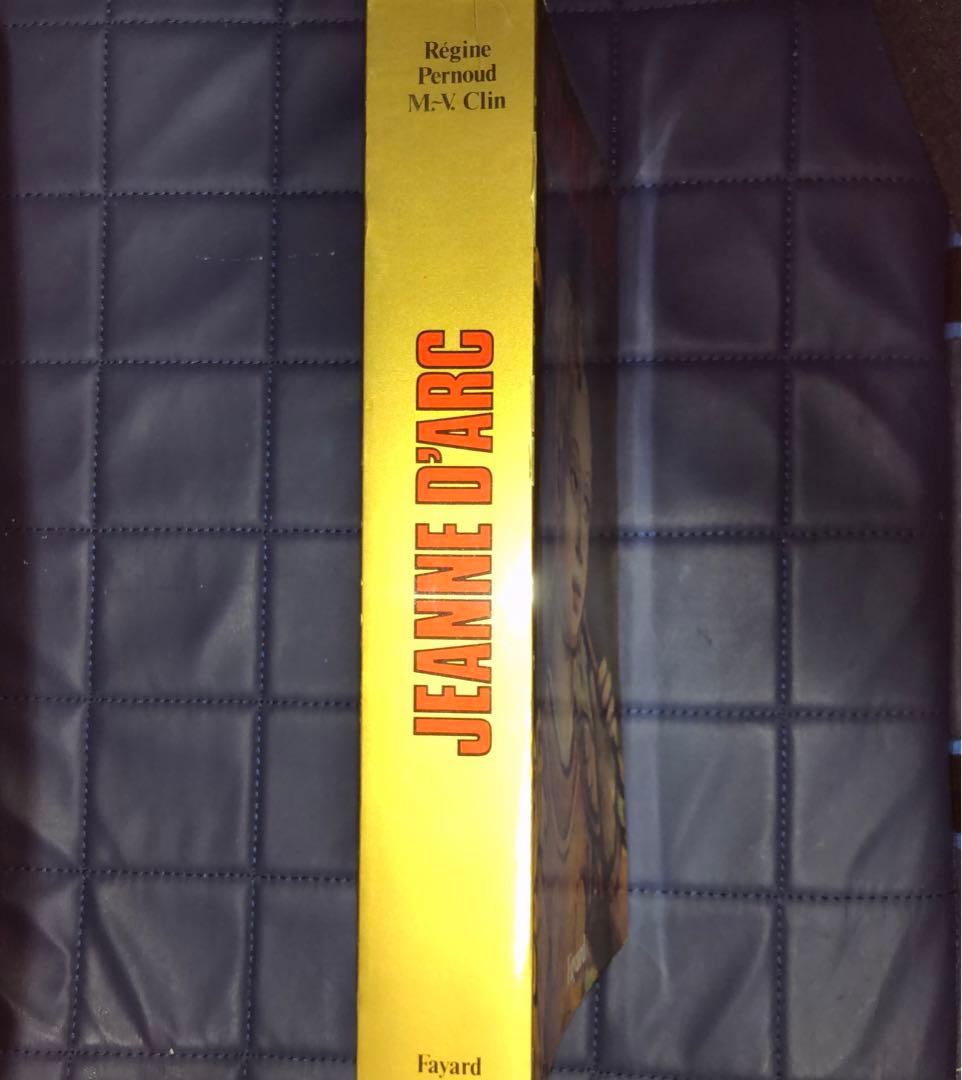 Régine
Pernoud
M.-V. Clin
JEANNE D'ARC
Fayard